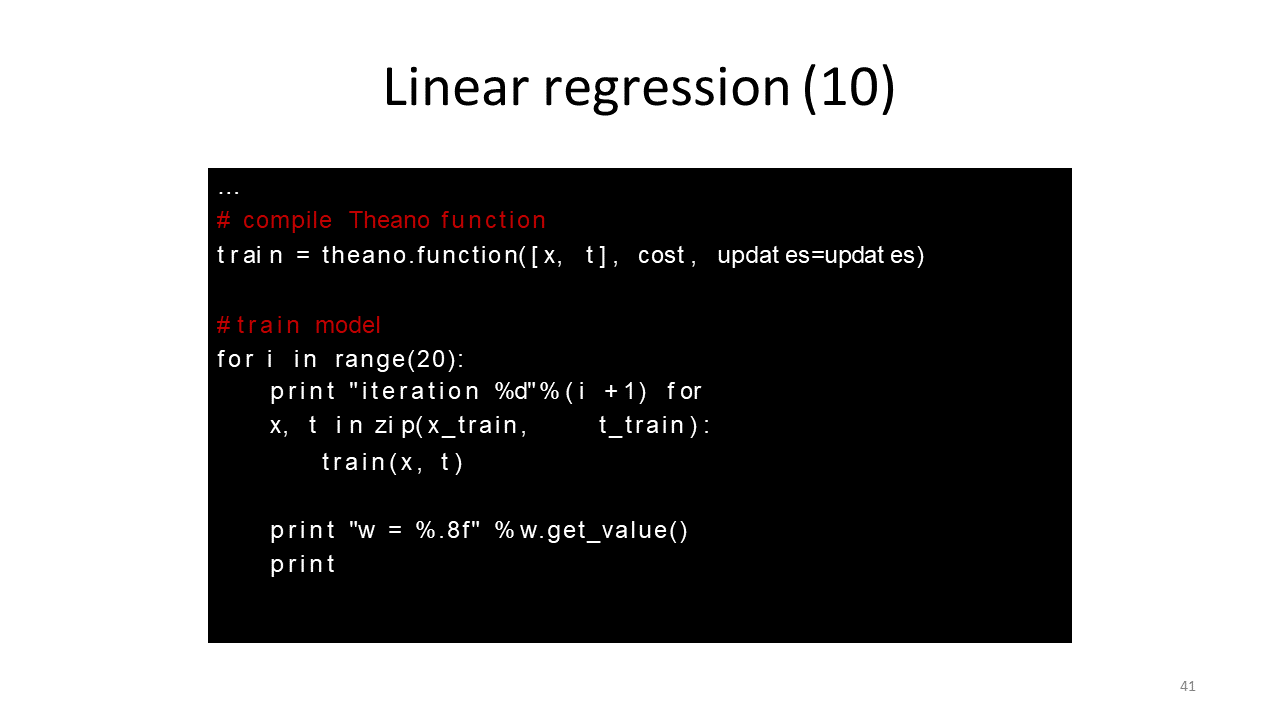 Linear regression (10)
...
# compile Theano function
train = theano.function([x, t], cost, updates=updates)
#train model
for i in range(20):
print "iteration %d"%(i +1) for
x, t in zip(x_train, t_train):
train(x, t)
print "w = %.8f" %w.get_value()
print
41